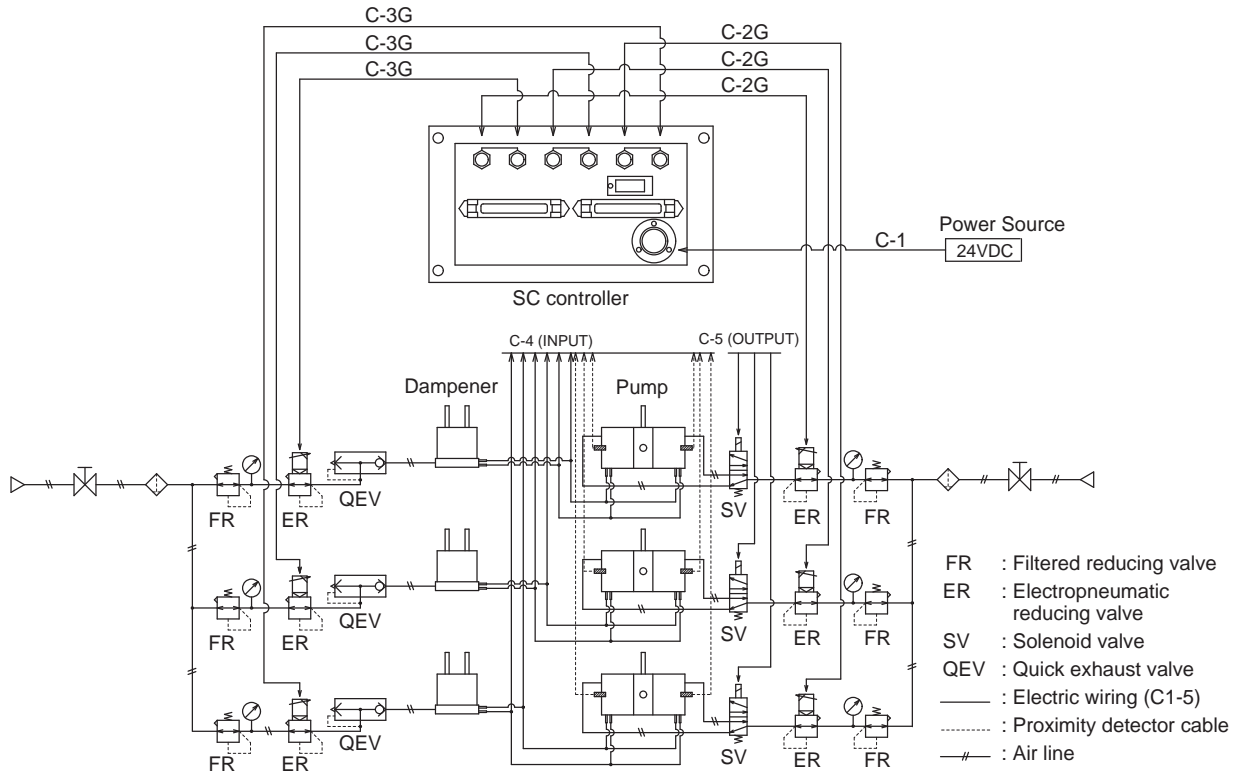 C-3G
C-3G
C-3G
C-2G
C-2G
C-2G
Power Source
C-1
24VDC
SC controller
C-4 (INPUT)
C-5 (OUTPUT)
Dampener
Pump
FR
ER
QEV
SV
ER
FR
FR
ER
QEV
SV
ER
FR
FR
ER
QEV
SV
ER
FR
FR : Filtered reducing valve
ER : Electropneumatic
reducing valve
SV : Solenoid valve
QEV : Quick exhaust valve
: Electric wiring (C1-5)
: Proximity detector cable
: Air line